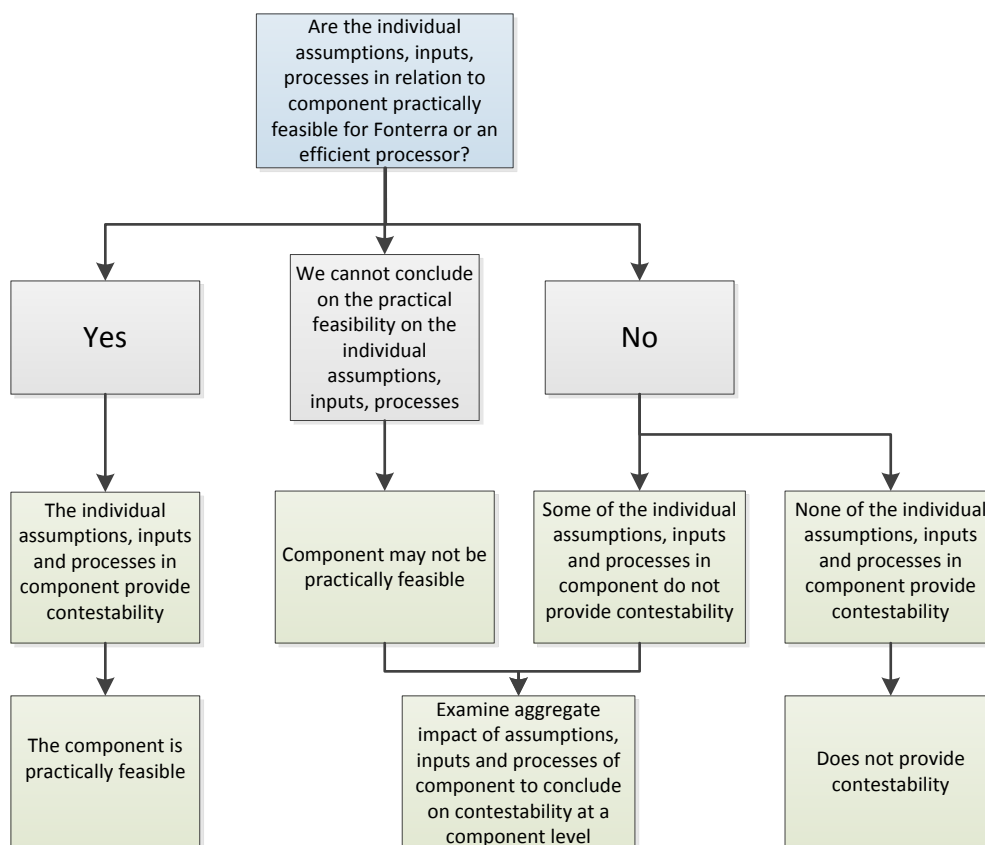 Are the individual
assumptions, inputs,
processes in relation to
component practically
feasible for Fonterra or an
efficient processor?
Yes
We cannot conclude
on the practical
feasibility on the
individual
assumptions,
inputs, processes
No
The individual
assumptions, inputs
and processes in
component provide
contestability
Component may not be
practically feasible
Some of the individual
assumptions, inputs
and processes in
component do not
provide contestability
None of the individual
assumptions, inputs
and processes in
component provide
contestability
The component is
practically feasible
Examine aggregate
impact of assumptions,
inputs and processes of
component to conclude
on contestability at a
component level
Does not provide
contestability